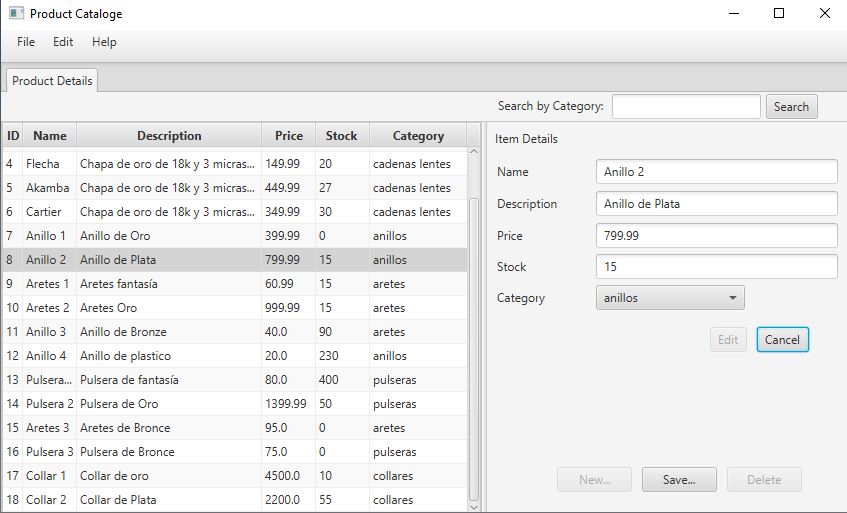 Product Cataloge
File Edit Help
Product Details
Search by Category: Search
ID Name Description Price Stock Category
4 Flecha Chapa de oro de 18k y 3 micras... 149.99 20 cadenas lentes
5 Akamba Chapa de oro de 18k y 3 micras... 449.99 27 cadenas lentes
6 Cartier Chapa de oro de 18k y 3 micras... 349.99 30 cadenas lentes
7 Anillo 1 Anillo de Oro 399.99 0 anillos
8 Anillo 2 Anillo de Plata 799.99 15 anillos
9 Aretes 1 Aretes fantasía 60.99 15 aretes
10 Aretes 2 Aretes Oro 999.99 15 aretes
11 Anillo 3 Anillo de Bronze 40.0 90 aretes
12 Anillo 4 Anillo de plastico 20.0 230 anillos
13 Pulsera... Pulsera de fantasía 80.0 400 pulseras
14 Pulsera 2 Pulsera de Oro 1399.99 50 pulseras
15 Aretes 3 Aretes de Bronce 95.0 0 aretes
16 Pulsera 3 Pulsera de Bronce 75.0 0 pulseras
17 Collar 1 Collar de oro 4500.0 10 collares
18 Collar 2 Collar de Plata 2200.0 55 collares
Item Details
Name Anillo 2
Description Anillo de Plata
Price 799.99
Stock 15
Category anillos
Edit Cancel
New... Save... Delete